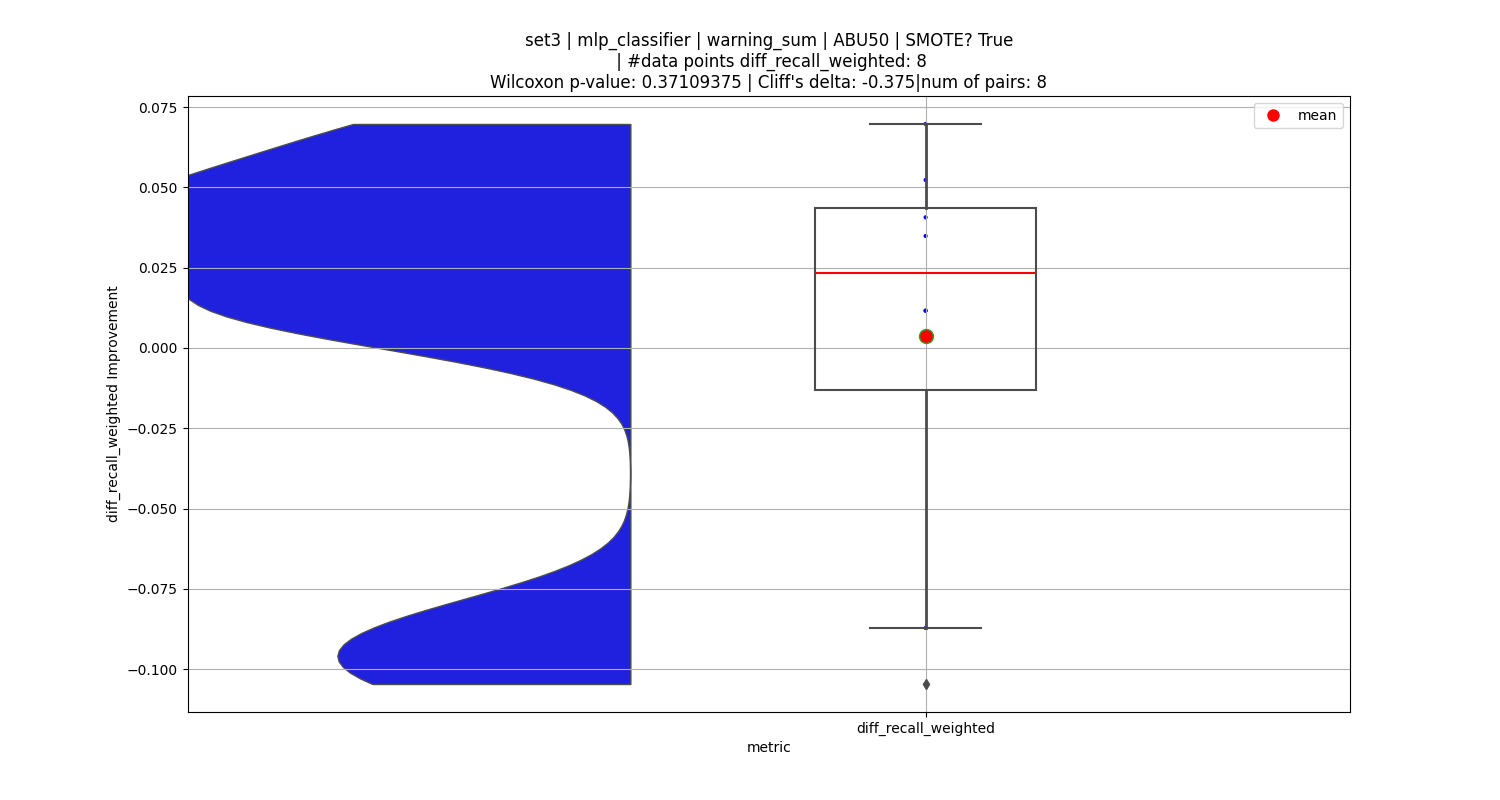 set3 | mlp_classifier | warning_sum | ABU50 | SMOTE? True
| #data points diff_recall_weighted: 8
Wilcoxon p-value: 0.37109375 | Cliff's delta: -0.375|num of pairs: 8
mean
0.075
0.050
0.025
0.000
−0.025
−0.050
−0.075
−0.100
diff_recall_weighted Improvement
diff_recall_weighted
metric